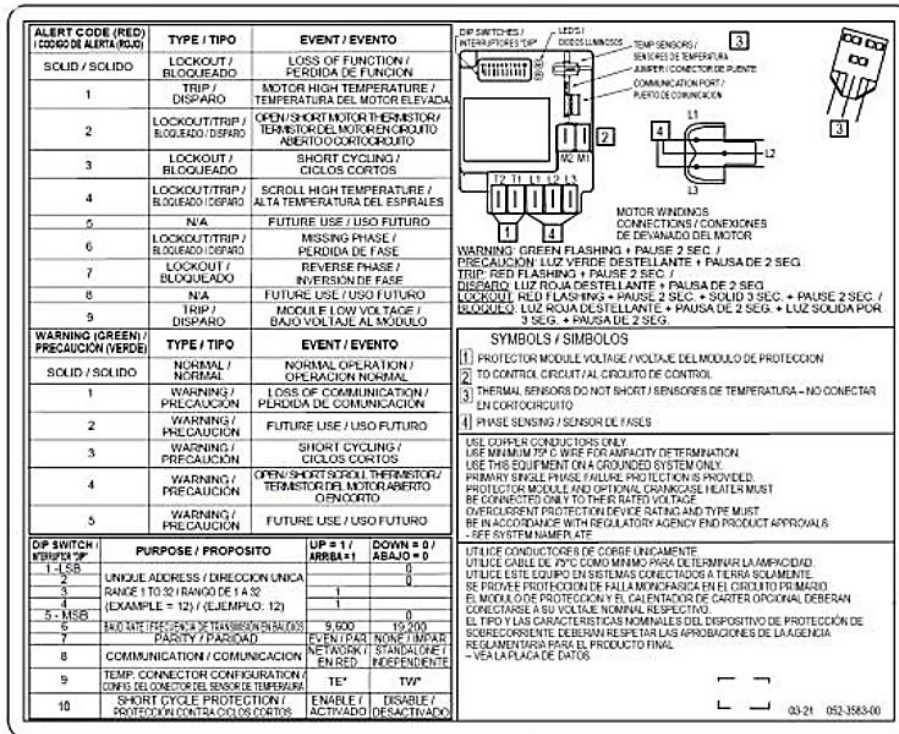 ALERT CODE (RED)
/ CODIGO DE ALERTA (ROJO)
TYPE / TIPO
EVENT / EVENTO
SOLID / SOLIDO
LOCKOUT /
BLOQUEADO
LOSS OF FUNCTION /
PERDIDA DE FUNCION
1
TRIP /
DISPARO
MOTOR HIGH TEMPERATURE /
TEMPERATURA DEL MOTOR ELEVADA
2
LOCKOUT/TRIP /
BLOQUEADO / DISPARO
OPEN / SHORT MOTOR THERMISTOR /
TERMISTOR DEL MOTOR EN CIRCUITO
ABIERTO O CORTOCIRCUITO
3
LOCKOUT /
BLOQUEADO
SHORT CYCLING /
CICLOS CORTOS
4
LOCKOUT/TRIP /
BLOQUEADO / DISPARO
SCROLL HIGH TEMPERATURE /
ALTA TEMPERATURA DEL ESPIRALES
5
N/A
FUTURE USE / USO FUTURO
6
LOCKOUT/TRIP /
BLOQUEADO / DISPARO
MISSING PHASE /
PERDIDA DE FASE
7
LOCKOUT /
BLOQUEADO
REVERSE PHASE /
INVERSIÓN DE FASE
8
N/A
FUTURE USE / USO FUTURO
9
TRIP /
DISPARO
MODULE LOW VOLTAGE /
BAJO VOLTAJE AL MODULO
WARNING (GREEN) /
PRECAUCIÓN (VERDE)
TYPE / TIPO
EVENT / EVENTO
SOLID / SOLIDO
NORMAL /
NORMAL
NORMAL OPERATION /
OPERACION NORMAL
1
WARNING /
PRECAUCIÓN
LOSS OF COMMUNICATION /
PERDIDA DE COMUNICACIÓN
2
WARNING /
PRECAUCIÓN
FUTURE USE / USO FUTURO
3
WARNING /
PRECAUCIÓN
SHORT CYCLING /
CICLOS CORTOS
4
WARNING /
PRECAUCIÓN
OPEN/ SHORT SCROLL THERMISTOR /
TERMISTOR DEL MOTOR ABIERTO
O EN CORTO
5
WARNING /
PRECAUCIÓN
FUTURE USE / USO FUTURO
DIP SWITCH /
INTERRUPTOR "DIP"
PURPOSE / PROPOSITO
UP = 1 /
ARRIBA = 1
DOWN = 0 /
ABAJO = 0
1 -LSB
0
2
0
UNIQUE ADDRESS / DIRECCION UNICA
3
RANGE 1 TO 32 / RANGO DE 1 A 32
1
4
(EXAMPLE = 12) / (EJEMPLO: 12)
1
5 - MSB
0
6
BAUD RATE / FRECUENCIA DE TRANSMISIÓN EN BAUDIOS
9,600
19,200
7
PARITY / PARIDAD
EVEN / PAR
NONE / IMPAR
8
COMMUNICATION / COMUNICACION
NETWORK /
EN RED
STANDALONE /
INDEPENDIENTE
9
TEMP. CONNECTOR CONFIGURATION /
CONFIG. DEL CONECTOR DEL SENSOR DE TEMPERAURA
TE*
TW*
10
SHORT CYCLE PROTECTION /
PROTECCIÓN CONTRA CICLOS CORTOS
ENABLE /
ACTIVADO
DISABLE /
DESACTIVADO
DIP SWITCHES /
INTERRUPTORES "DIP"
LED'S /
DIODOS LUMINOSOS
TEMP SENSORS /
SENSORES DE TEMPERATURA
JUMPER / CONECTOR DE PUENTE
COMMUNICATION PORT /
PUERTO DE COMUNICACIÓN
3
2
M2 M1
T2 T1 L1 L2 L3
1
4
4
L1
L2
L3
3
MOTOR WINDINGS
CONNECTIONS / CONEXIONES
DE DEVANADO DEL MOTOR
WARNING: GREEN FLASHING + PAUSE 2 SEC. /
PRECAUCIÓN: LUZ VERDE DESTELLANTE + PAUSA DE 2 SEG.
TRIP: RED FLASHING + PAUSE 2 SEC. /
DISPARO: LUZ ROJA DESTELLANTE + PAUSA DE 2 SEG
LOCKOUT: RED FLASHING + PAUSE 2 SEC. + SOLID 3 SEC. + PAUSE 2 SEC. /
BLOQUEO: LUZ ROJA DESTELLANTE + PAUSA DE 2 SEG. + LUZ SOLIDA POR
3 SEG. + PAUSA DE 2 SEG.
SYMBOLS / SIMBOLOS
1 PROTECTOR MODULE VOLTAGE / VOLTAJE DEL MODULO DE PROTECCION
2 TO CONTROL CIRCUIT / AL CIRCUITO DE CONTROL
3 THERMAL SENSORS DO NOT SHORT / SENSORES DE TEMPERATURA – NO CONECTAR
EN CORTOCIRCUITO
4 PHASE SENSING / SENSOR DE FASES
USE COPPER CONDUCTORS ONLY.
USE MINIMUM 75° C WIRE FOR AMPACITY DETERMINATION.
USE THIS EQUIPMENT ON A GROUNDED SYSTEM ONLY.
PRIMARY SINGLE PHASE FAILURE PROTECTION IS PROVIDED.
PROTECTOR MODULE AND OPTIONAL CRANKCASE HEATER MUST
BE CONNECTED ONLY TO THEIR RATED VOLTAGE.
OVERCURRENT PROTECTION DEVICE RATING AND TYPE MUST
BE IN ACCORDANCE WITH REGULATORY AGENCY END PRODUCT APPROVALS
- SEE SYSTEM NAMEPLATE
UTILICE CONDUCTORES DE COBRE ÚNICAMENTE
UTILICE CABLE DE 75°C COMO MINIMO PARA DETERMINAR LA AMPACIDAD.
UTILICE ESTE EQUIPO EN SISTEMAS CONECTADOS A TIERRA SOLAMENTE.
SE PROVEE PROTECCION DE FALLA MONOFASICA EN EL CIRCUITO PRIMARIO.
EL MODULO DE PROTECCIÓN Y EL CALENTADOR DE CARTER OPCIONAL DEBERAN
CONECTARSE A SU VOLTAJE NOMINAL RESPECTIVO.
EL TIPO Y LAS CARACTERISTICAS NOMINALES DEL DISPOSITIVO DE PROTECCIÓN DE
SOBRECORRIENTE DEBERAN RESPETAR LAS APROBACIONES DE LA AGENCIA
REGLAMENTARIA PARA EL PRODUCTO FINAL
– VEA LA PLACA DE DATOS.
03-21 052-3583-00